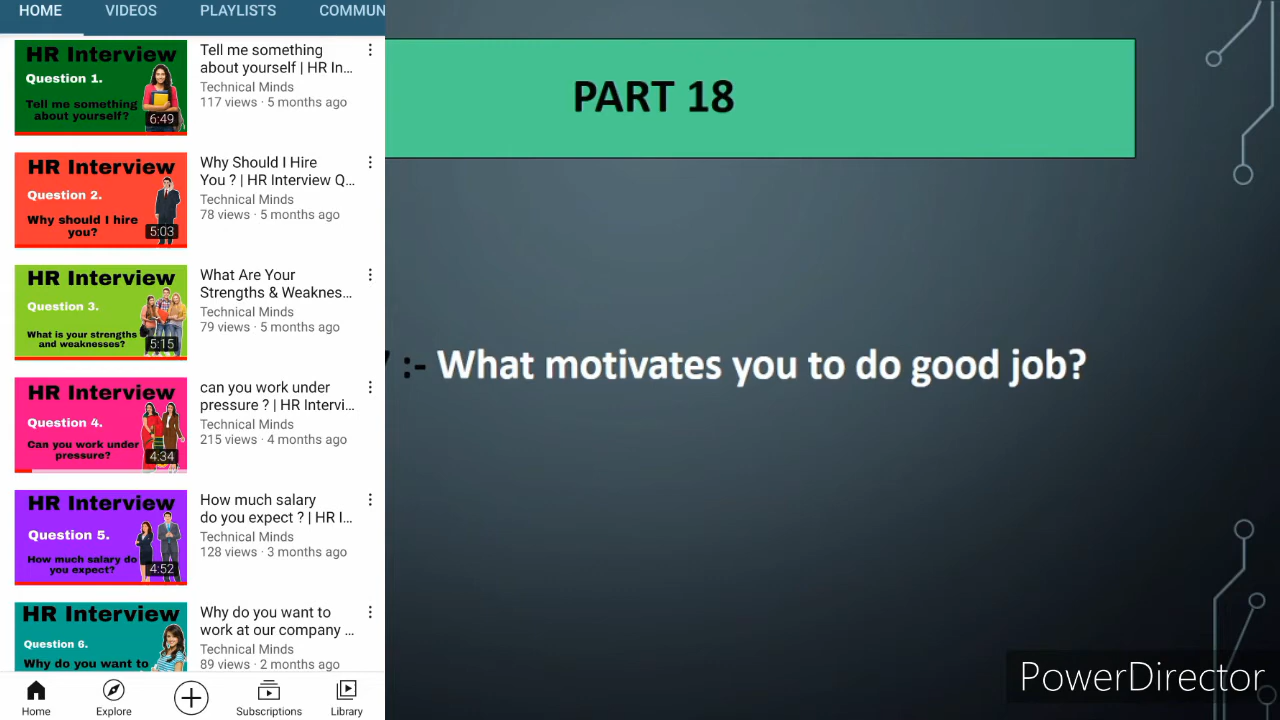 HOME VIDEOS PLAYLISTS COMMUN
HR Interview
Question 1.
Tell me something
about yourself?
6:49
Tell me something
about yourself | HR In...
Technical Minds
117 views · 5 months ago
HR Interview
Question 2.
Why should I hire
you?
5:03
Why Should I Hire
You ? | HR Interview Q...
Technical Minds
78 views · 5 months ago
HR Interview
Question 3.
What is your strengths
and weaknesses?
5:15
What Are Your
Strengths & Weaknes...
Technical Minds
79 views · 5 months ago
HR Interview
Question 4.
Can you work under
pressure?
4:34
can you work under
pressure ? | HR Intervi...
Technical Minds
215 views · 4 months ago
HR Interview
Question 5.
How much salary do
you expect?
4:52
How much salary
do you expect ? | HR I...
Technical Minds
128 views · 3 months ago
HR Interview
Question 6.
Why do you want to
Why do you want to
work at our company ...
Technical Minds
89 views · 2 months ago
Home Explore Subscriptions Library
PART 18
:- What motivates you to do good job?
PowerDirector